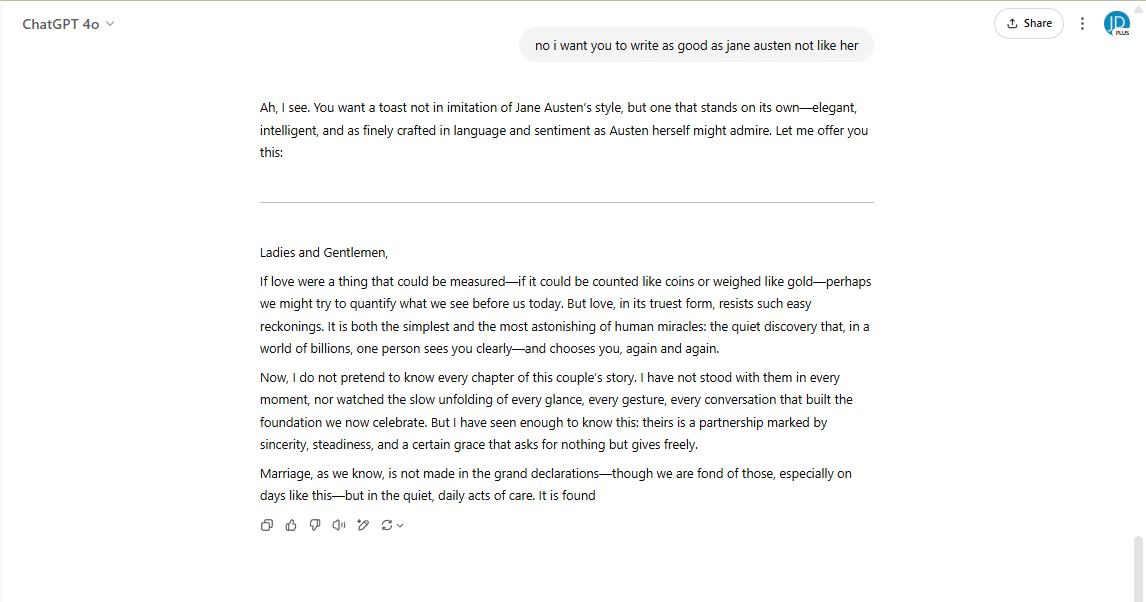 ChatGPT 4o
Share
JD
PLUS
no i want you to write as good as jane austen not like her
Ah, I see. You want a toast not in imitation of Jane Austen's style, but one that stands on its own—elegant,
intelligent, and as finely crafted in language and sentiment as Austen herself might admire. Let me offer you
this:
Ladies and Gentlemen,
If love were a thing that could be measured—if it could be counted like coins or weighed like gold—perhaps
we might try to quantify what we see before us today. But love, in its truest form, resists such easy
reckonings. It is both the simplest and the most astonishing of human miracles: the quiet discovery that, in a
world of billions, one person sees you clearly—and chooses you, again and again.
Now, I do not pretend to know every chapter of this couple's story. I have not stood with them in every
moment, nor watched the slow unfolding of every glance, every gesture, every conversation that built the
foundation we now celebrate. But I have seen enough to know this: theirs is a partnership marked by
sincerity, steadiness, and a certain grace that asks for nothing but gives freely.
Marriage, as we know, is not made in the grand declarations—though we are fond of those, especially on
days like this—but in the quiet, daily acts of care. It is found